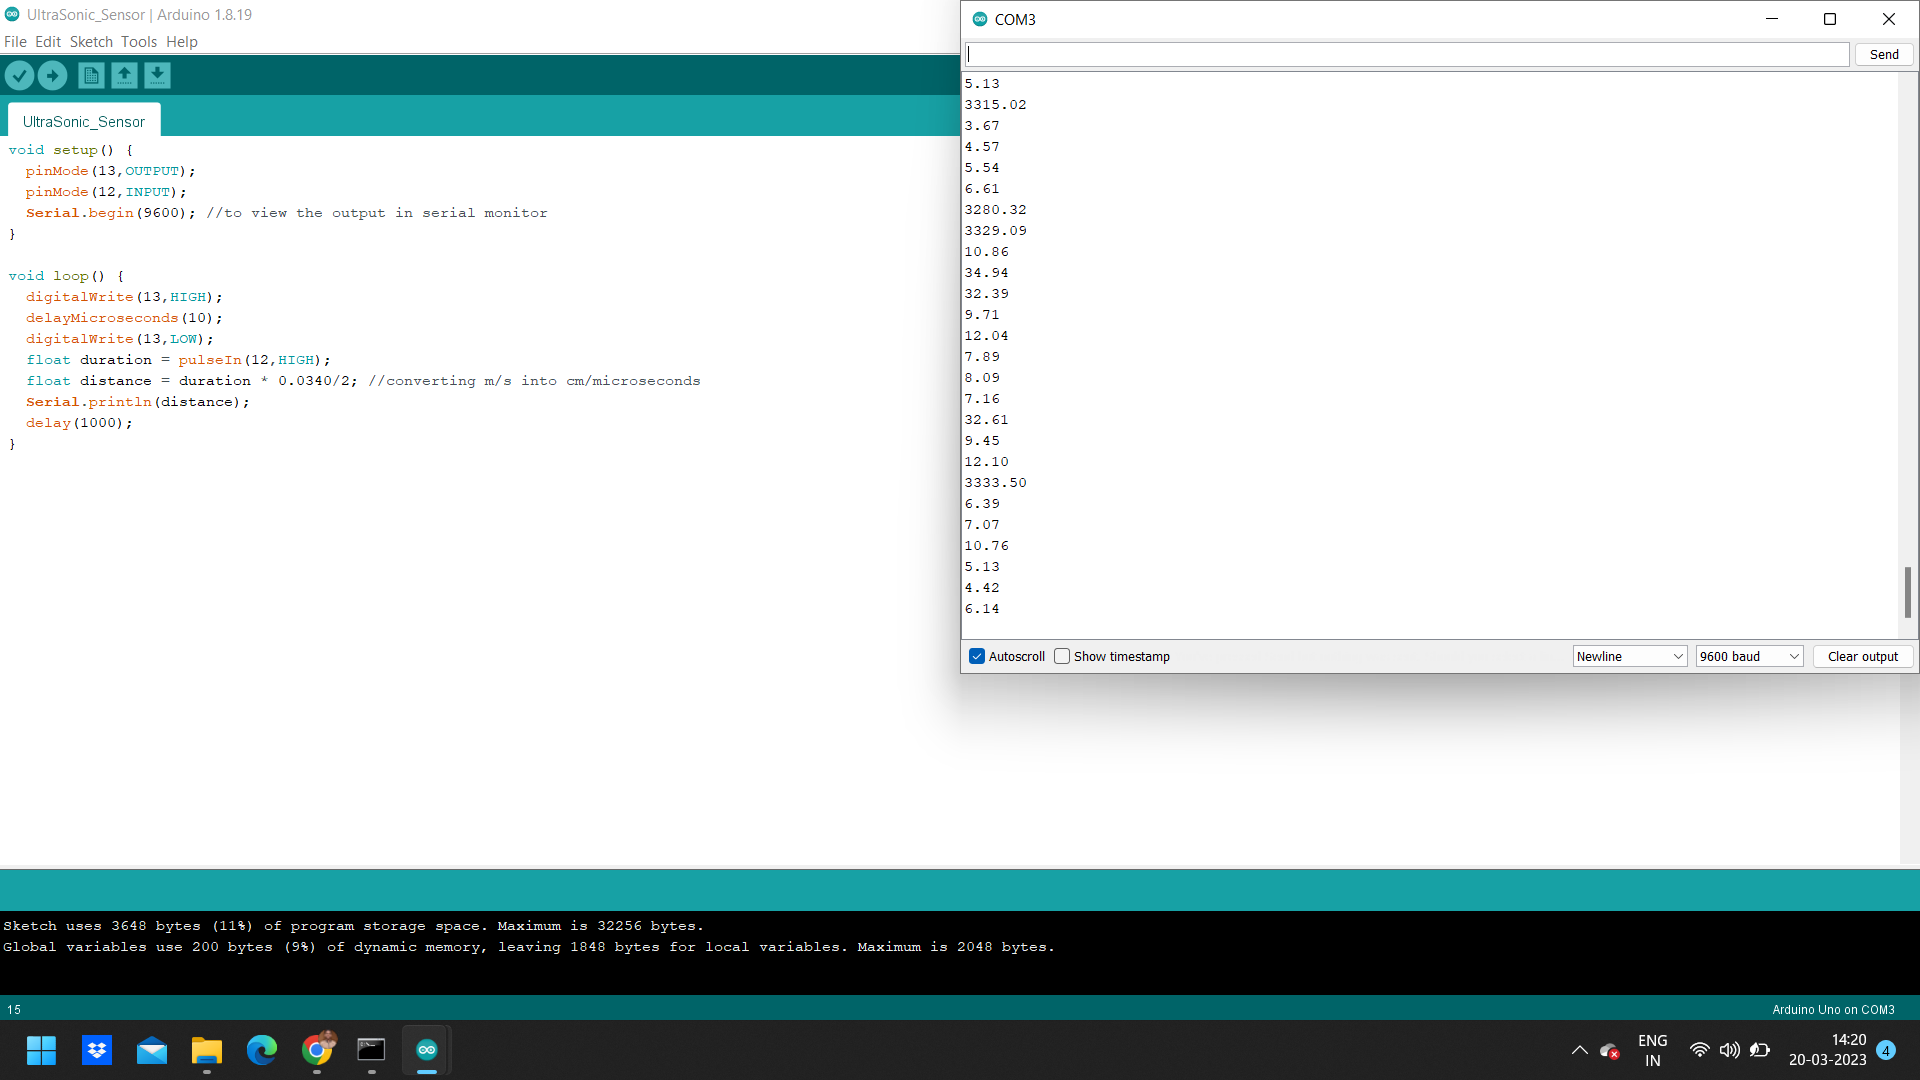 UltraSonic_Sensor | Arduino 1.8.19
File Edit Sketch Tools Help
UltraSonic_Sensor
void setup() {
  pinMode(13,OUTPUT);
  pinMode(12,INPUT);
  Serial.begin(9600); //to view the output in serial monitor
}
void loop() {
  digitalWrite(13,HIGH);
  delayMicroseconds(10);
  digitalWrite(13,LOW);
  float duration = pulseIn(12,HIGH);
  float distance = duration * 0.0340/2; //converting m/s into cm/microseconds
  Serial.println(distance);
  delay(1000);
}
COM3
Send
5.13
3315.02
3.67
4.57
5.54
6.61
3280.32
3329.09
10.86
34.94
32.39
9.71
12.04
7.89
8.09
7.16
32.61
9.45
12.10
3333.50
6.39
7.07
10.76
5.13
4.42
6.14
Autoscroll Show timestamp Newline 9600 baud Clear output
Sketch uses 3648 bytes (11%) of program storage space. Maximum is 32256 bytes.
Global variables use 200 bytes (9%) of dynamic memory, leaving 1848 bytes for local variables. Maximum is 2048 bytes.
15 Arduino Uno on COM3
ENG
IN
14:20
20-03-2023
4